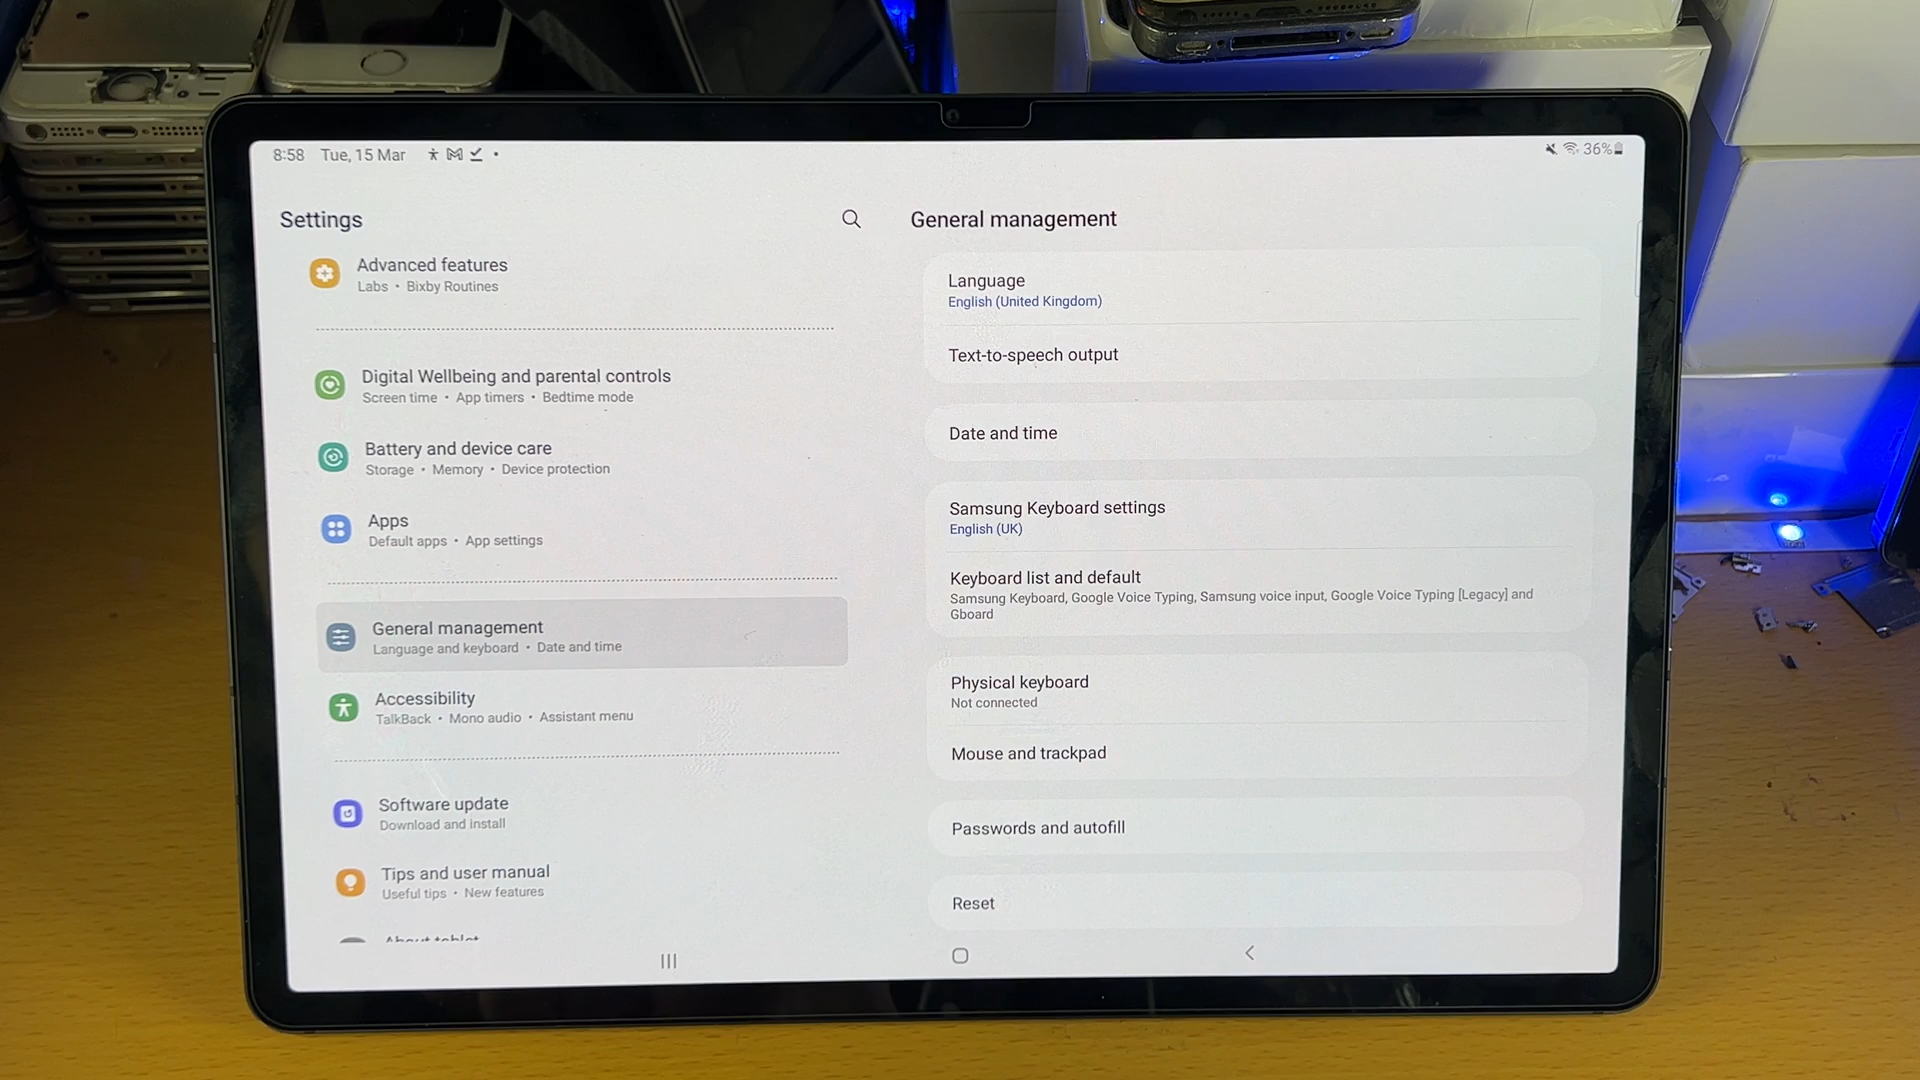 8:58 Tue, 15 Mar
36%
Settings
Advanced features
Labs • Bixby Routines
Digital Wellbeing and parental controls
Screen time • App timers • Bedtime mode
Battery and device care
Storage • Memory • Device protection
Apps
Default apps • App settings
General management
Language and keyboard • Date and time
Accessibility
TalkBack • Mono audio • Assistant menu
Software update
Download and install
Tips and user manual
Useful tips • New features
About tablet
General management
Language
English (United Kingdom)
Text-to-speech output
Date and time
Samsung Keyboard settings
English (UK)
Keyboard list and default
Samsung Keyboard, Google Voice Typing, Samsung voice input, Google Voice Typing [Legacy] and
Gboard
Physical keyboard
Not connected
Mouse and trackpad
Passwords and autofill
Reset